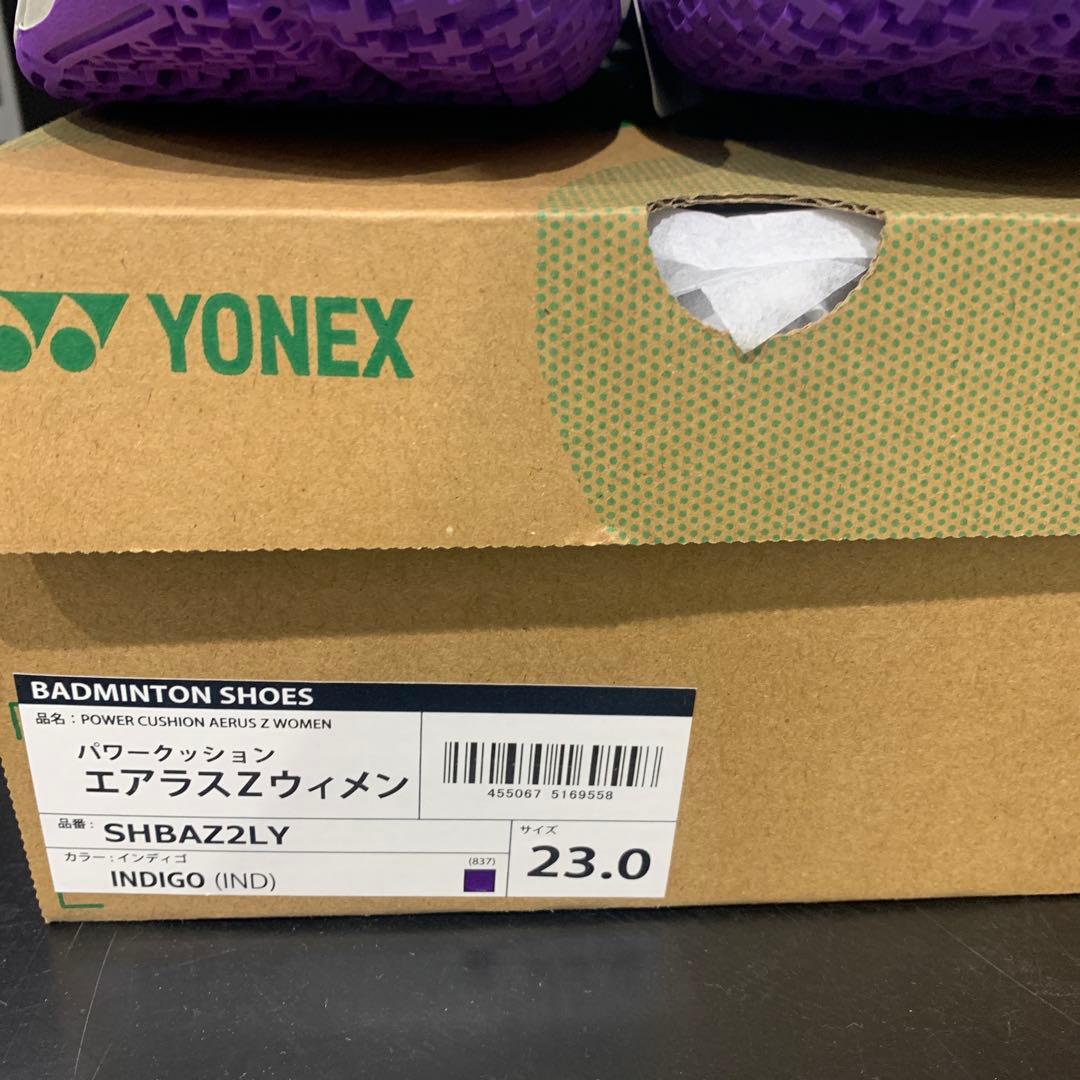 YONEX
BADMINTON SHOES
品名：POWER CUSHION AERUS Z WOMEN
パワークッション
エアラスZウィメン
455067 5169558
品番：SHBAZ2LY
カラー：インディゴ
INDIGO (IND)
(837)
サイズ
23.0